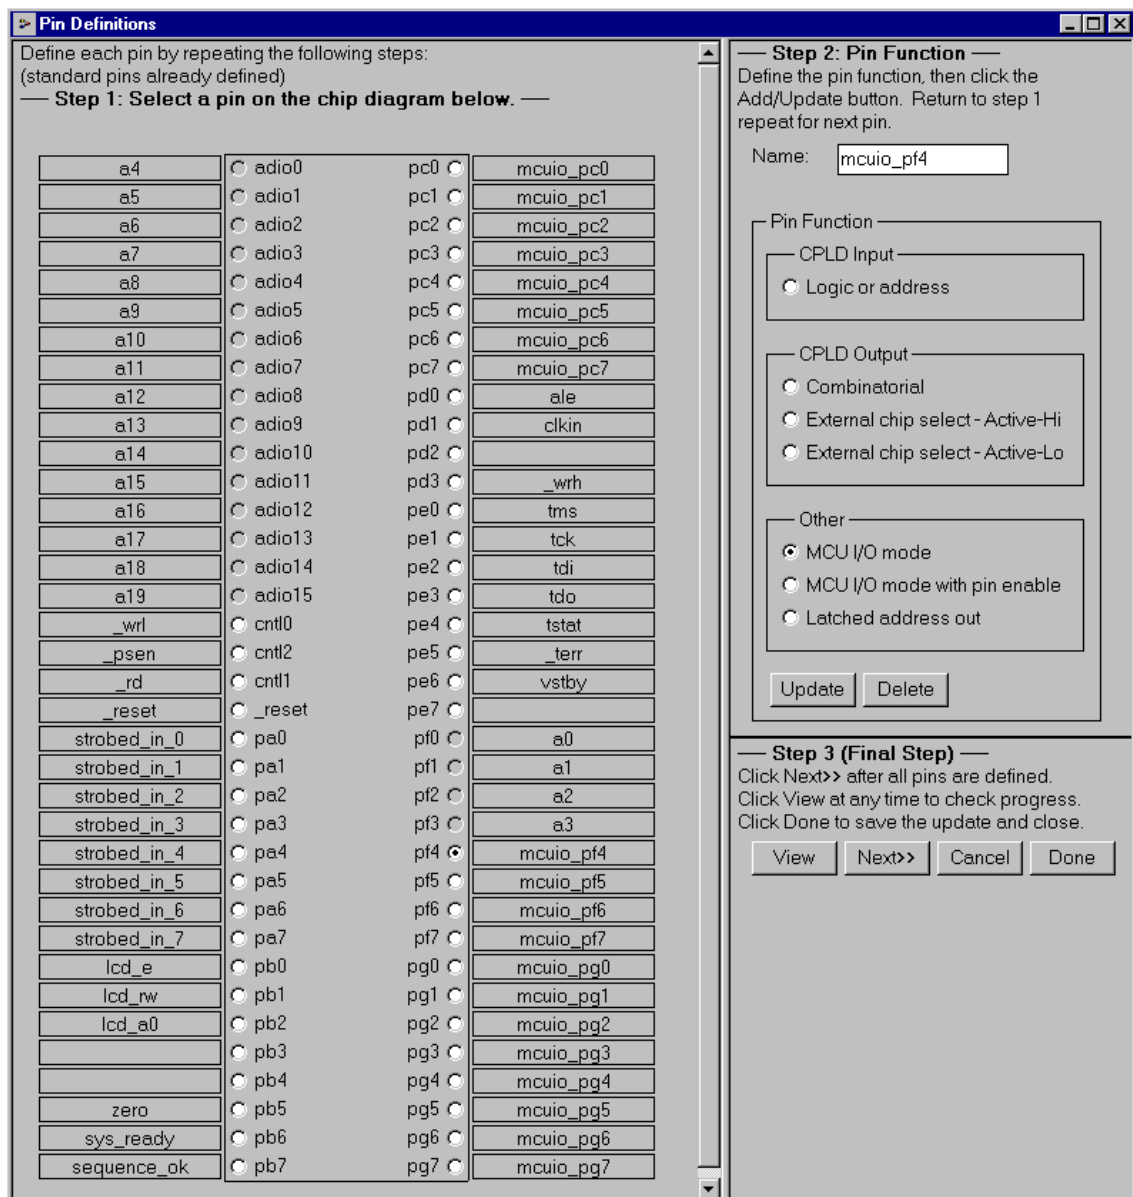 Pin Definitions
Define each pin by repeating the following steps:
(standard pins already defined)
Step 1: Select a pin on the chip diagram below.
a4 adio0 pc0 mcuio_pc0
a5 adio1 pc1 mcuio_pc1
a6 adio2 pc2 mcuio_pc2
a7 adio3 pc3 mcuio_pc3
a8 adio4 pc4 mcuio_pc4
a9 adio5 pc5 mcuio_pc5
a10 adio6 pc6 mcuio_pc6
a11 adio7 pc7 mcuio_pc7
a12 adio8 pd0 ale
a13 adio9 pd1 clkin
a14 adio10 pd2
a15 adio11 pd3 _wrh
a16 adio12 pe0 tms
a17 adio13 pe1 tck
a18 adio14 pe2 tdi
a19 adio15 pe3 tdo
_wrl cntl0 pe4 tstat
_psen cntl2 pe5 _terr
_rd cntl1 pe6 vstby
_reset _reset pe7
strobed_in_0 pa0 pf0 a0
strobed_in_1 pa1 pf1 a1
strobed_in_2 pa2 pf2 a2
strobed_in_3 pa3 pf3 a3
strobed_in_4 pa4 pf4 mcuio_pf4
strobed_in_5 pa5 pf5 mcuio_pf5
strobed_in_6 pa6 pf6 mcuio_pf6
strobed_in_7 pa7 pf7 mcuio_pf7
lcd_e pb0 pg0 mcuio_pg0
lcd_rw pb1 pg1 mcuio_pg1
lcd_a0 pb2 pg2 mcuio_pg2
pb3 pg3 mcuio_pg3
pb4 pg4 mcuio_pg4
zero pb5 pg5 mcuio_pg5
sys_ready pb6 pg6 mcuio_pg6
sequence_ok pb7 pg7 mcuio_pg7
Step 2: Pin Function
Define the pin function, then click the
Add/Update button. Return to step 1
repeat for next pin.
Name: mcuio_pf4
Pin Function
CPLD Input
Logic or address
CPLD Output
Combinatorial
External chip select - Active-Hi
External chip select - Active-Lo
Other
MCU I/O mode
MCU I/O mode with pin enable
Latched address out
Update Delete
Step 3 (Final Step)
Click Next>> after all pins are defined.
Click View at any time to check progress.
Click Done to save the update and close.
View Next>> Cancel Done